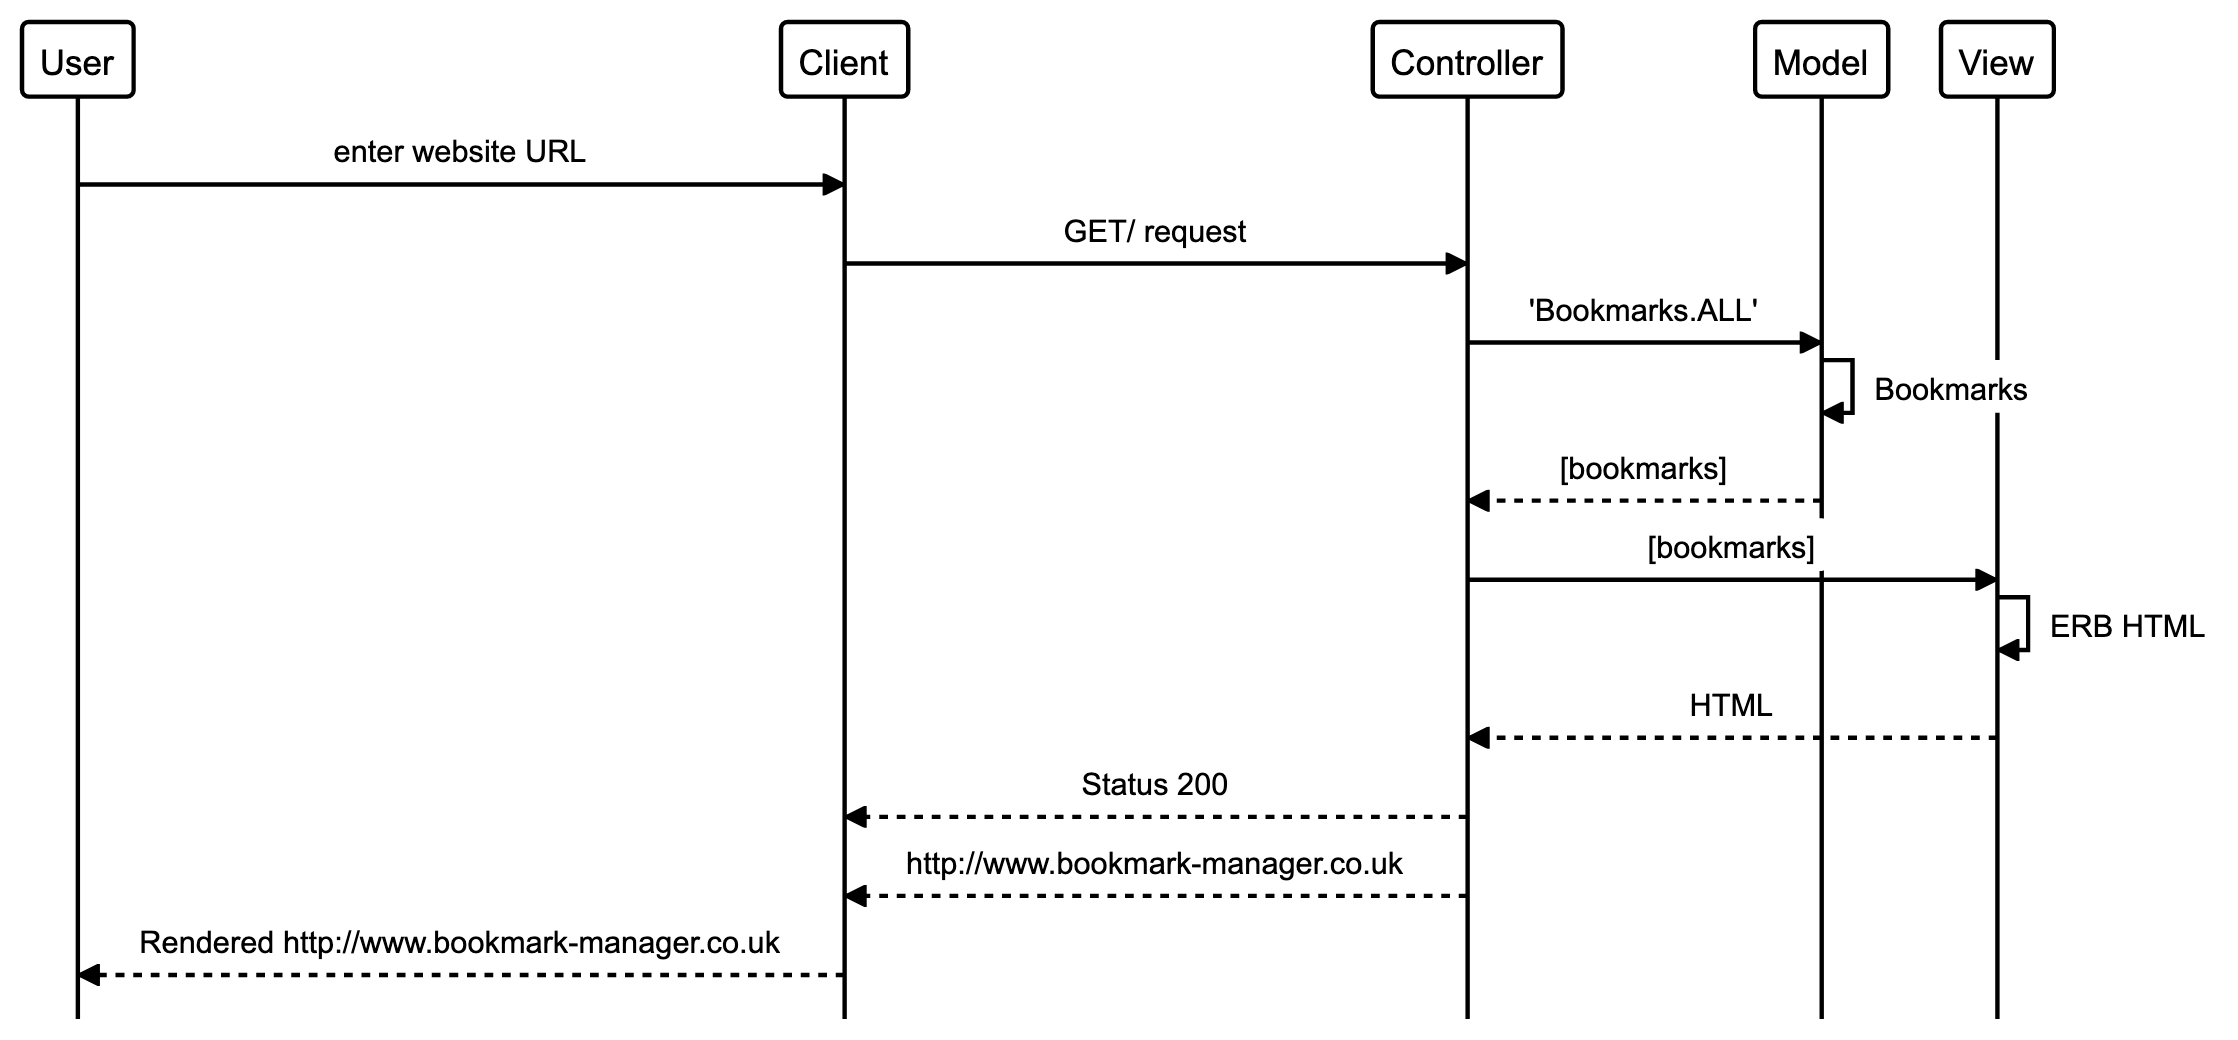 User
Client
Controller
Model
View
enter website URL
GET/ request
'Bookmarks.ALL'
Bookmarks
[bookmarks]
[bookmarks]
ERB HTML
HTML
Status 200
http://www.bookmark-manager.co.uk
Rendered http://www.bookmark-manager.co.uk